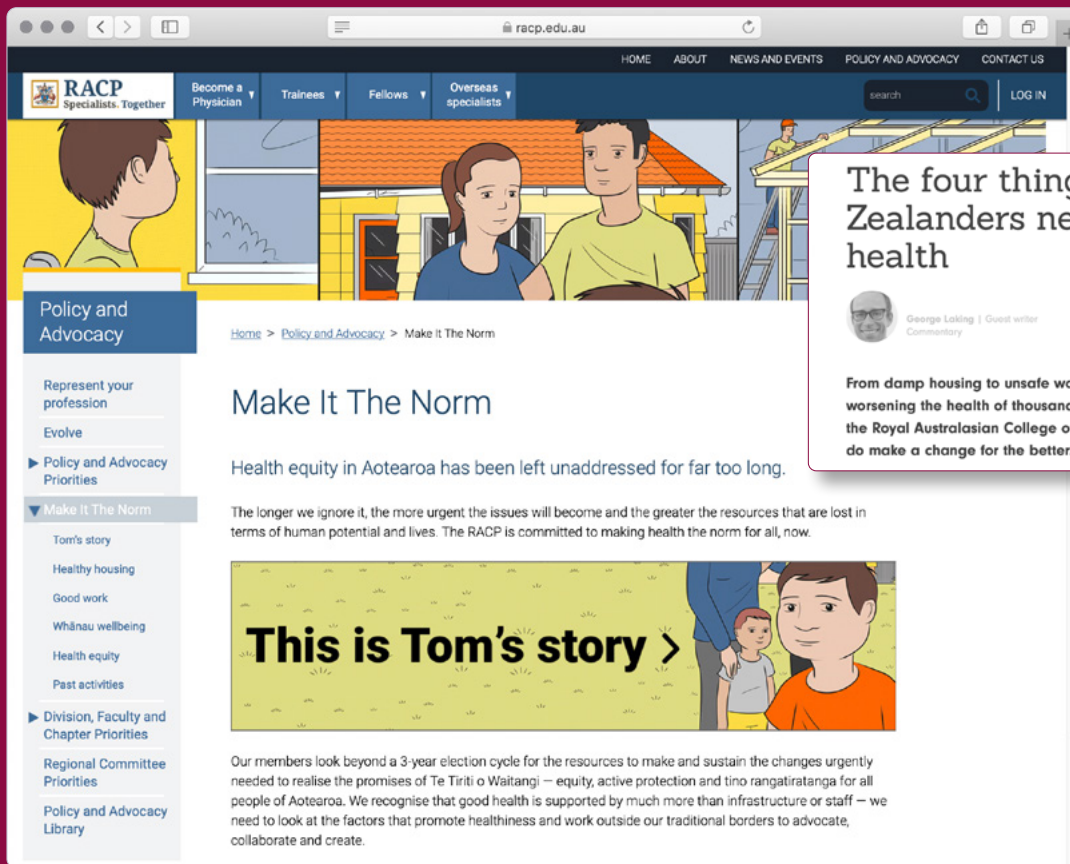 racp.edu.au
HOME ABOUT NEWS AND EVENTS POLICY AND ADVOCACY CONTACT US
RACP
Specialists. Together
Become a
Physician
Trainees
Fellows
Overseas
specialists
search
LOG IN
The four thing
Zealanders ne
health
George Laking | Guest writer
Commentary
From damp housing to unsafe wo
worsening the health of thousand
the Royal Australasian College o
do make a change for the better
Policy and
Advocacy
Represent your
profession
Evolve
Policy and Advocacy
Priorities
Make It The Norm
Tom's story
Healthy housing
Good work
Whānau wellbeing
Health equity
Past activities
Division, Faculty and
Chapter Priorities
Regional Committee
Priorities
Policy and Advocacy
Library
Home > Policy and Advocacy > Make It The Norm
Make It The Norm
Health equity in Aotearoa has been left unaddressed for far too long.
The longer we ignore it, the more urgent the issues will become and the greater the resources that are lost in
terms of human potential and lives. The RACP is committed to making health the norm for all, now.
This is Tom's story >
Our members look beyond a 3-year election cycle for the resources to make and sustain the changes urgently
needed to realise the promises of Te Tiriti o Waitangi — equity, active protection and tino rangatiratanga for all
people of Aotearoa. We recognise that good health is supported by much more than infrastructure or staff — we
need to look at the factors that promote healthiness and work outside our traditional borders to advocate,
collaborate and create.